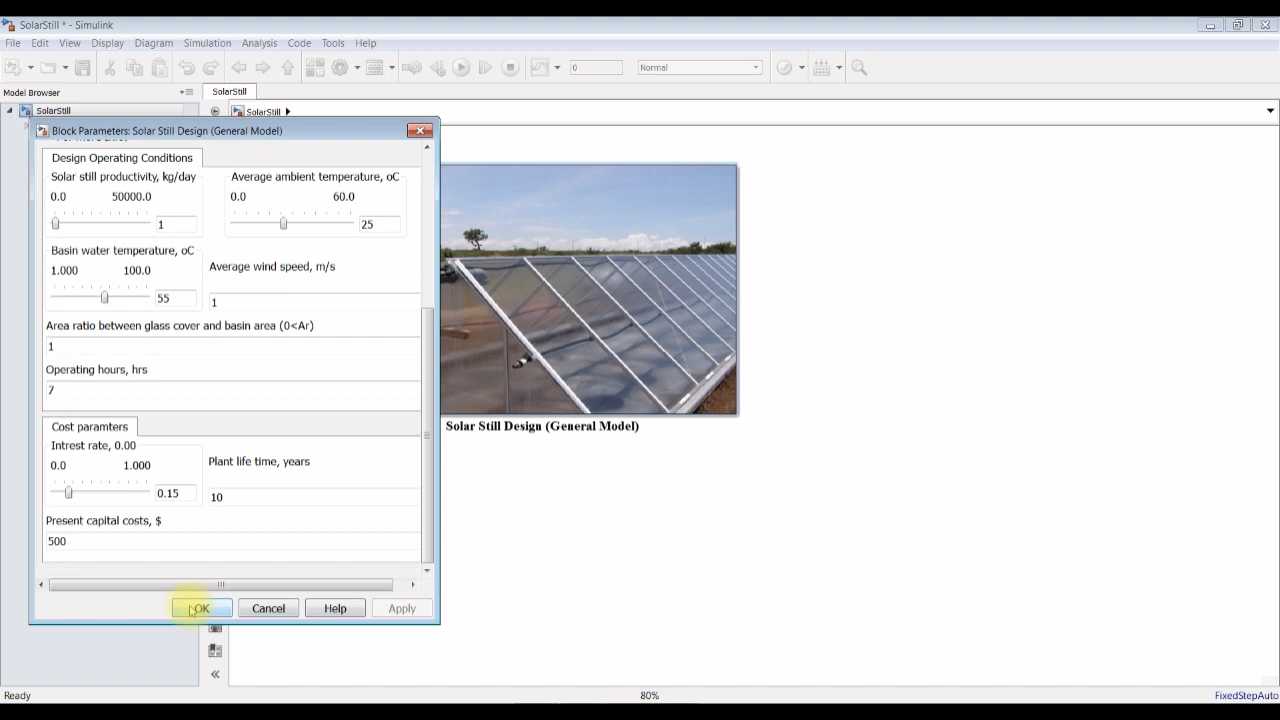 SolarStill * - Simulink
File Edit View Display Diagram Simulation Analysis Code Tools Help
0 Normal
Model Browser SolarStill
SolarStill SolarStill
Block Parameters: Solar Still Design (General Model)
Design Operating Conditions
Solar still productivity, kg/day Average ambient temperature, oC
0.0 50000.0 0.0 60.0
1 25
Basin water temperature, oC
Average wind speed, m/s
1.000 100.0
55 1
Area ratio between glass cover and basin area (0<Ar)
1
Operating hours, hrs
7
Solar Still Design (General Model)
Cost paramters
Intrest rate, 0.00
Plant life time, years
0.0 1.000
0.15 10
Present capital costs, $
500
OK Cancel Help Apply
Ready 80% FixedStepAuto